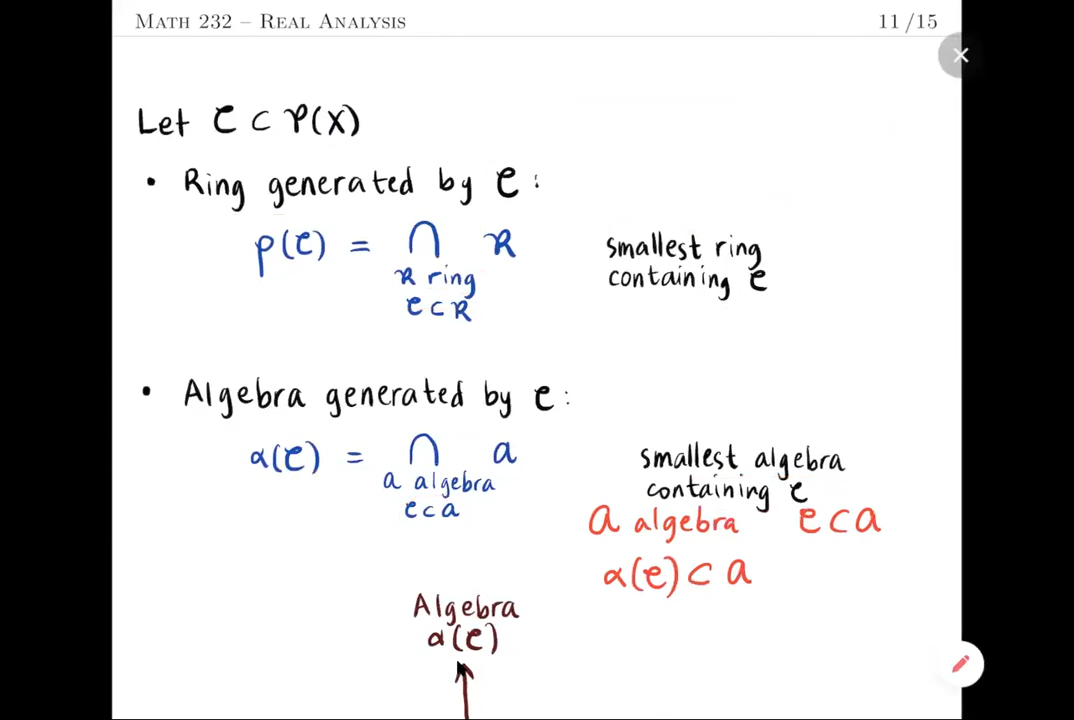 MATH 232 – REAL ANALYSIS 11/15
Let 𝒞 ⊂ 𝒫(X)
• Ring generated by 𝒞 :
ρ(𝒞) = ⋂ ℛ
ℛ ring
𝒞 ⊂ ℛ
smallest ring
containing 𝒞
• Algebra generated by 𝒞 :
α(𝒞) = ⋂ 𝒜
𝒜 algebra
𝒞 ⊂ 𝒜
smallest algebra
containing 𝒞
𝒜 algebra 𝒞 ⊂ 𝒜
α(𝒞) ⊂ 𝒜
Algebra
α(𝒞)